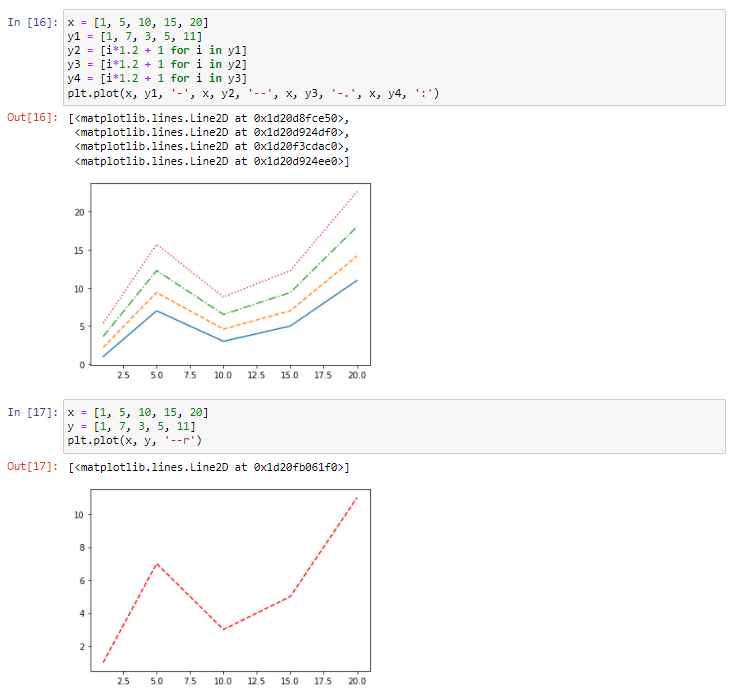 In [16]: x = [1, 5, 10, 15, 20]
y1 = [1, 7, 3, 5, 11]
y2 = [i*1.2 + 1 for i in y1]
y3 = [i*1.2 + 1 for i in y2]
y4 = [i*1.2 + 1 for i in y3]
plt.plot(x, y1, '-', x, y2, '--', x, y3, '-.', x, y4, ':')
Out[16]: [<matplotlib.lines.Line2D at 0x1d20d8fce50>,
<matplotlib.lines.Line2D at 0x1d20d924df0>,
<matplotlib.lines.Line2D at 0x1d20f3cdac0>,
<matplotlib.lines.Line2D at 0x1d20d924ee0>]
20
15
10
5
0
2.5 5.0 7.5 10.0 12.5 15.0 17.5 20.0
In [17]: x = [1, 5, 10, 15, 20]
y = [1, 7, 3, 5, 11]
plt.plot(x, y, '--r')
Out[17]: [<matplotlib.lines.Line2D at 0x1d20fb061f0>]
10
8
6
4
2
2.5 5.0 7.5 10.0 12.5 15.0 17.5 20.0